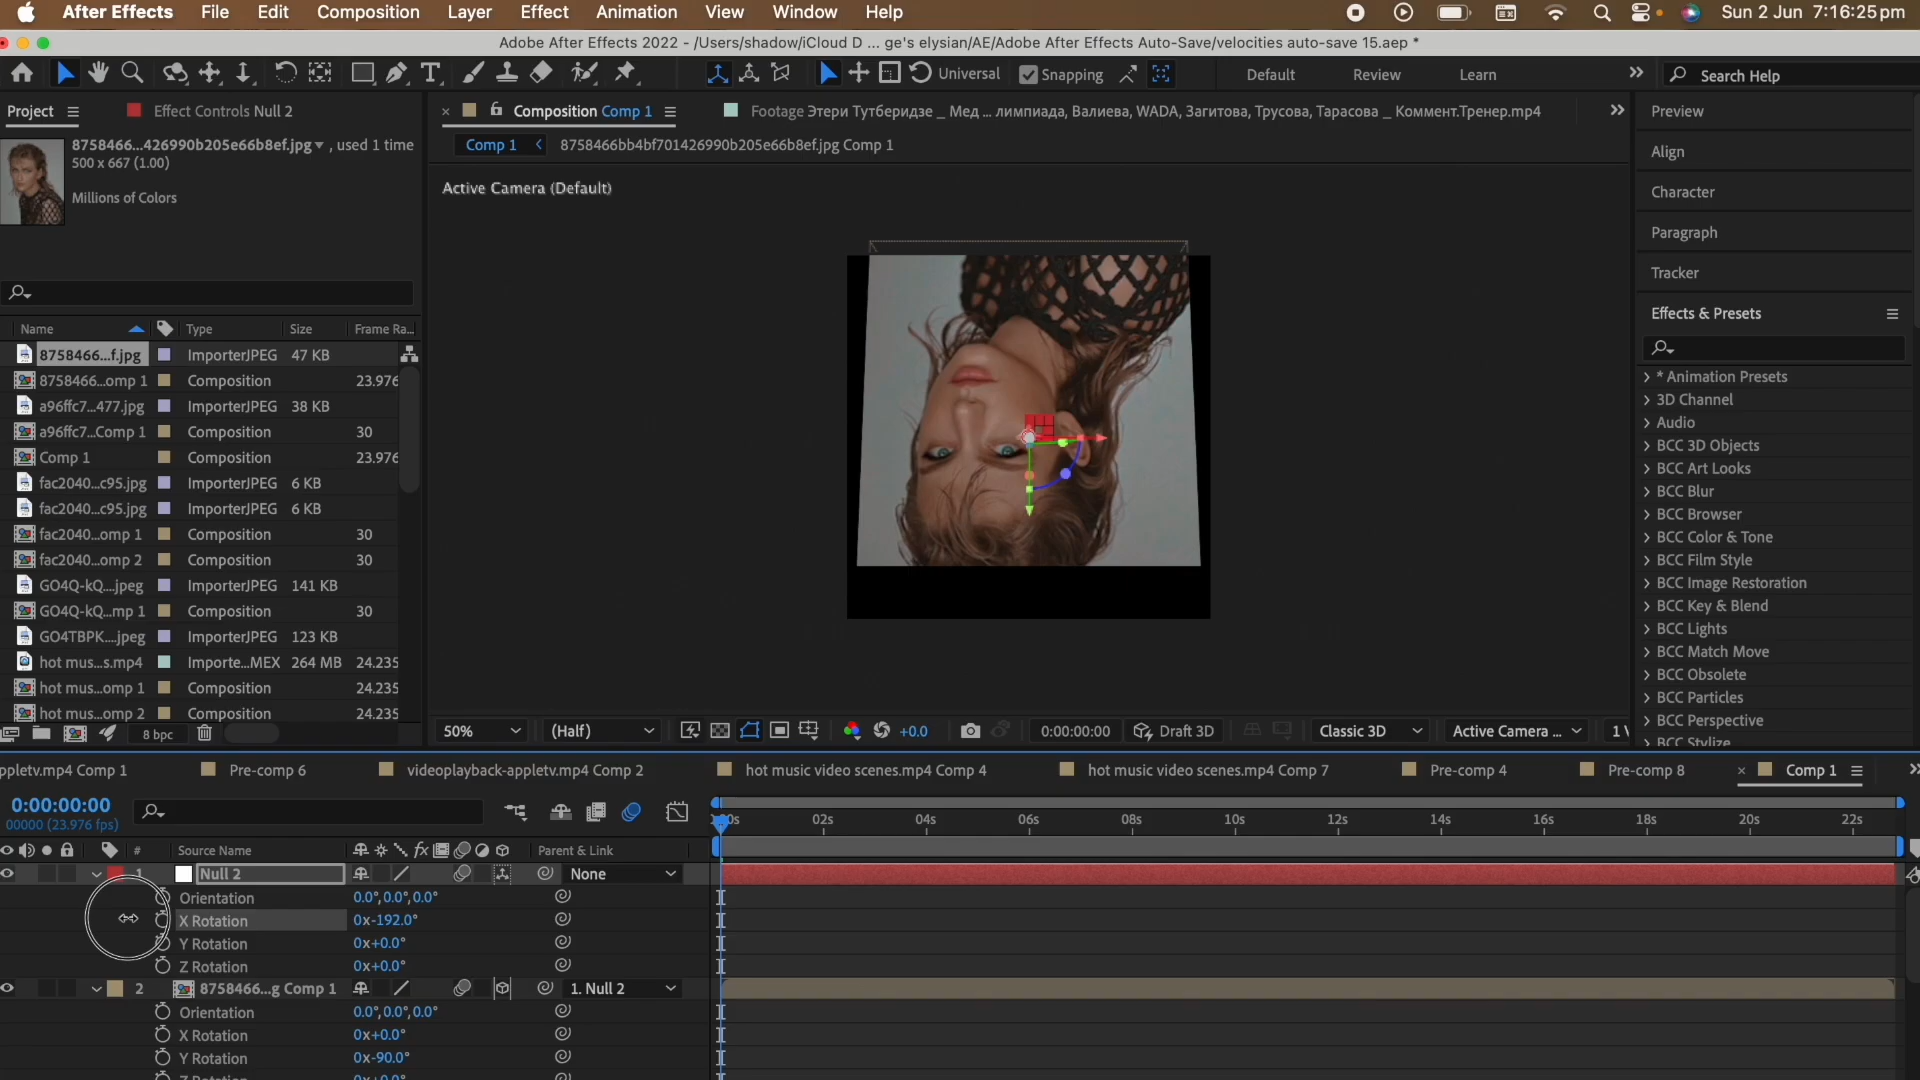 After Effects File Edit Composition Layer Effect Animation View Window Help Sun 2 Jun 7:16:25 pm
Adobe After Effects 2022 - /Users/shadow/iCloud D ... ge's elysian/AE/Adobe After Effects Auto-Save/velocities auto-save 15.aep *
Universal Snapping Default Review Learn Search Help
Project Effect Controls Null 2 Composition Comp 1 Footage Этери Тутберидзе _ Мед ... лимпиада, Валиева, WADA, Загитова, Трусова, Тарасова _ Коммент.Тренер.mp4 Preview
8758466...426990b205e66b8ef.jpg , used 1 time
500 x 667 (1.00)
Millions of Colors
Comp 1 8758466bb4bf701426990b205e66b8ef.jpg Comp 1
Active Camera (Default)
Align
Character
Paragraph
Tracker
Effects & Presets
* Animation Presets
3D Channel
Audio
BCC 3D Objects
BCC Art Looks
BCC Blur
BCC Browser
BCC Color & Tone
BCC Film Style
BCC Image Restoration
BCC Key & Blend
BCC Lights
BCC Match Move
BCC Obsolete
BCC Particles
BCC Perspective
BCC Stylize
Name Type Size Frame Ra...
8758466...f.jpg ImporterJPEG 47 KB
8758466...omp 1 Composition 23.976
a96ffc7...477.jpg ImporterJPEG 38 KB
a96ffc7...Comp 1 Composition 30
Comp 1 Composition 23.976
fac2040...c95.jpg ImporterJPEG 6 KB
fac2040...c95.jpg ImporterJPEG 6 KB
fac2040...omp 1 Composition 30
fac2040...omp 2 Composition 30
GO4Q-kQ....jpeg ImporterJPEG 141 KB
GO4Q-kQ...mp 1 Composition 30
GO4TBPK....jpeg ImporterJPEG 123 KB
hot mus...s.mp4 Importe...MEX 264 MB 24.235
hot mus...omp 1 Composition 24.235
hot mus...omp 2 Composition 24.235
8 bpc
50% (Half) +0.0 0:00:00:00 Draft 3D Classic 3D Active Camera ... 1
ppletv.mp4 Comp 1 Pre-comp 6 videoplayback-appletv.mp4 Comp 2 hot music video scenes.mp4 Comp 4 hot music video scenes.mp4 Comp 7 Pre-comp 4 Pre-comp 8 Comp 1
0:00:00:00
00000 (23.976 fps)
:00s 02s 04s 06s 08s 10s 12s 14s 16s 18s 20s 22s
# Source Name fx Parent & Link
1 Null 2 None
Orientation 0.0°,0.0°,0.0°
X Rotation 0x-192.0°
Y Rotation 0x+0.0°
Z Rotation 0x+0.0°
2 8758466...g Comp 1 1. Null 2
Orientation 0.0°,0.0°,0.0°
X Rotation 0x+0.0°
Y Rotation 0x-90.0°
Z Rotation 0x+0.0°